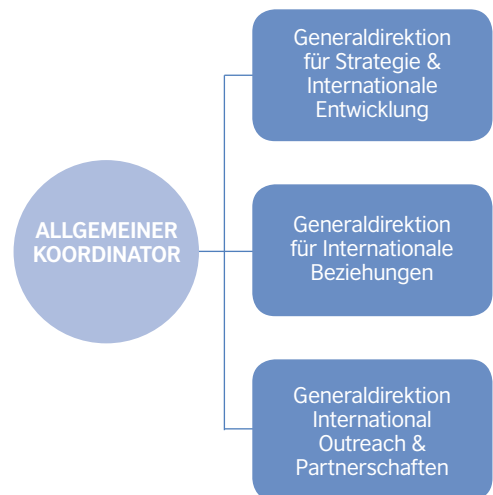 Generaldirektion
für Strategie &
Internationale
Entwicklung
ALLGEMEINER
KOORDINATOR
Generaldirektion
für Internationale
Beziehungen
Generaldirektion
International
Outreach &
Partnerschaften